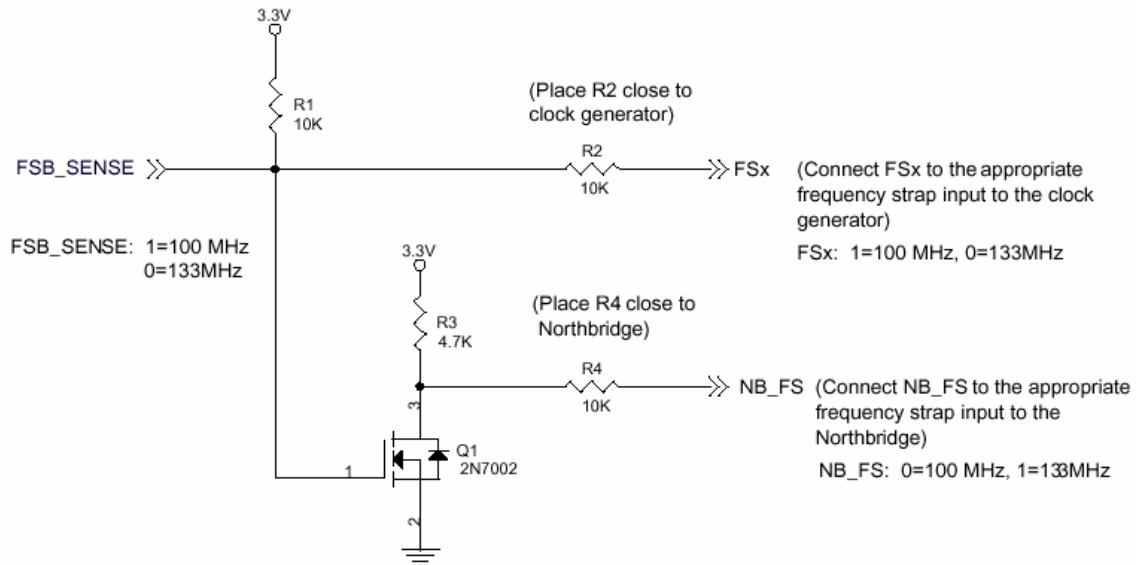 3.3V
R1
10K
(Place R2 close to
clock generator)
FSB_SENSE
R2
10K
FSx
(Connect FSx to the appropriate
frequency strap input to the clock
generator)
FSx: 1=100 MHz, 0=133MHz
FSB_SENSE: 1=100 MHz
0=133MHz
3.3V
R3
4.7K
(Place R4 close to
Northbridge)
R4
10K
NB_FS
(Connect NB_FS to the appropriate
frequency strap input to the
Northbridge)
NB_FS: 0=100 MHz, 1=133MHz
3
Q1
2N7002
1
2